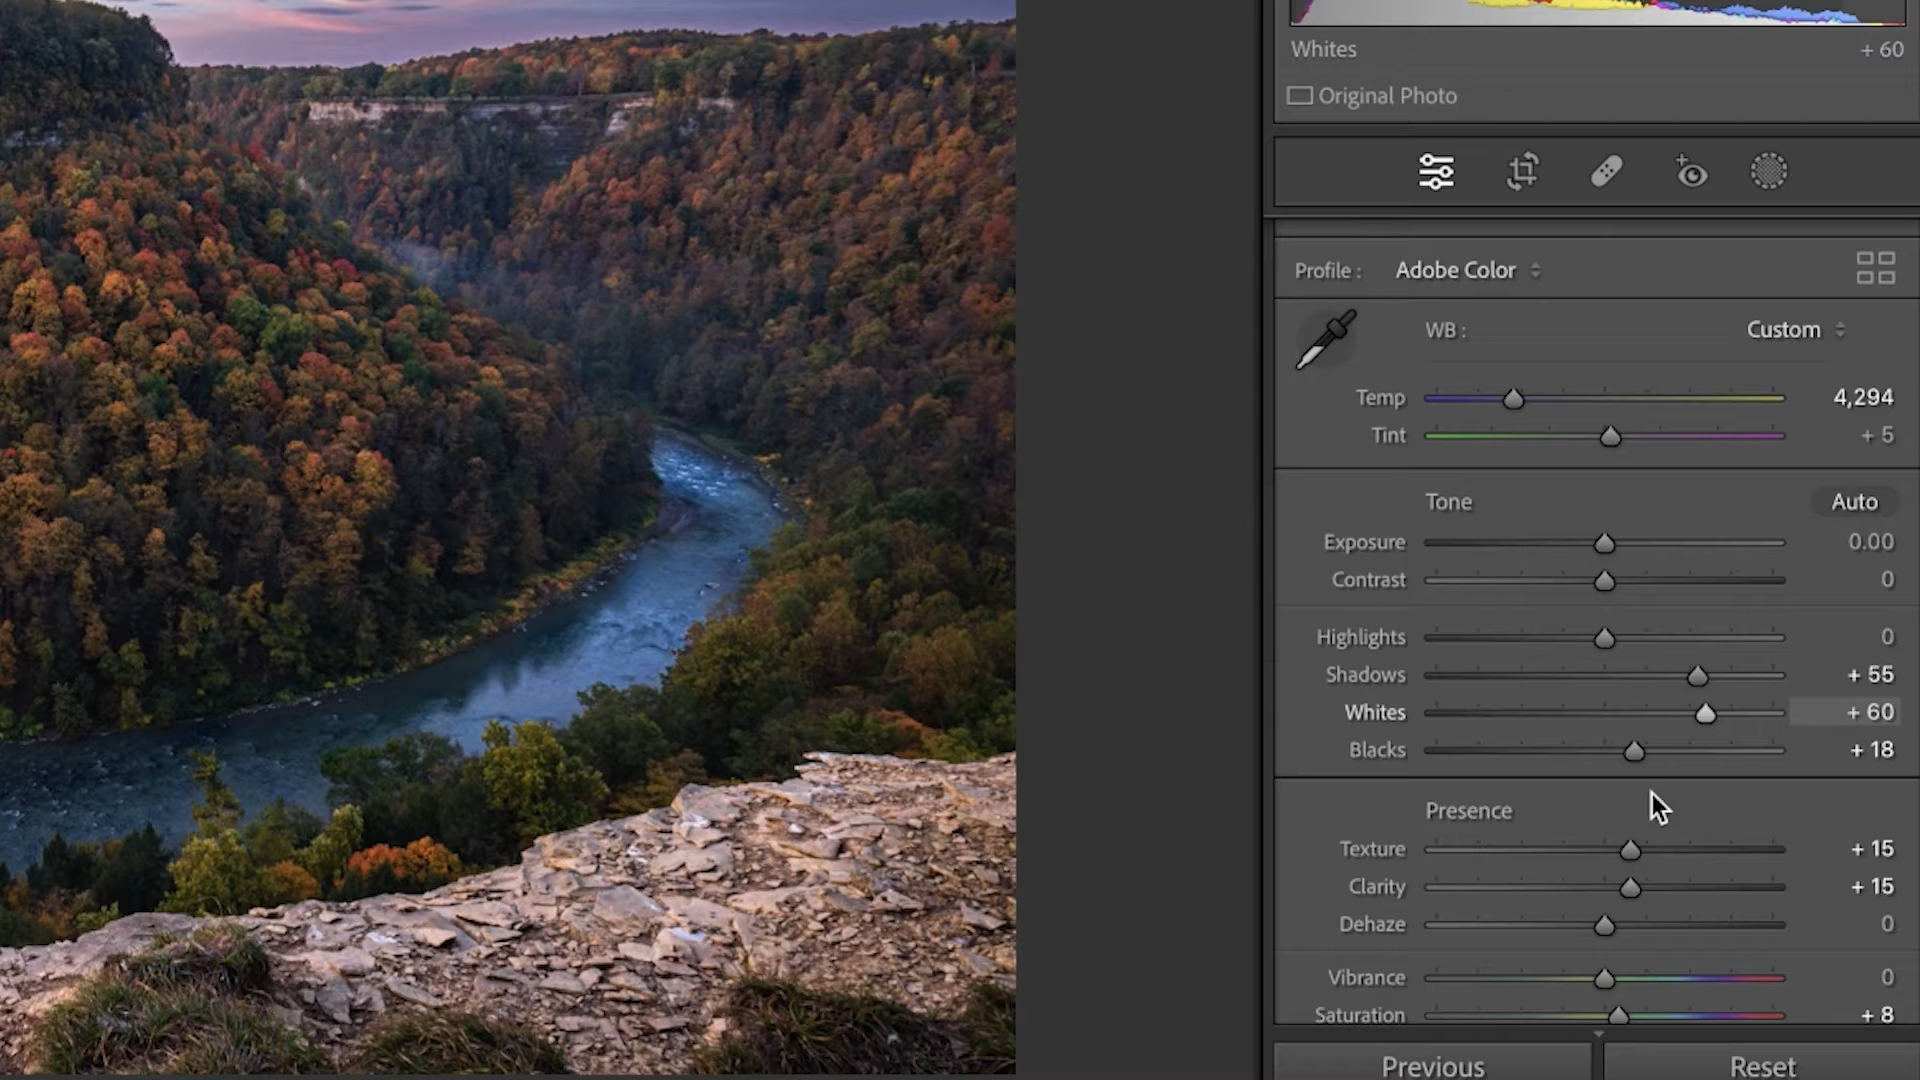 Whites + 60
Original Photo
Profile : Adobe Color
WB : Custom
Temp 4,294
Tint + 5
Tone Auto
Exposure 0.00
Contrast 0
Highlights 0
Shadows + 55
Whites + 60
Blacks + 18
Presence
Texture + 15
Clarity + 15
Dehaze 0
Vibrance 0
Saturation + 8
Previous Reset